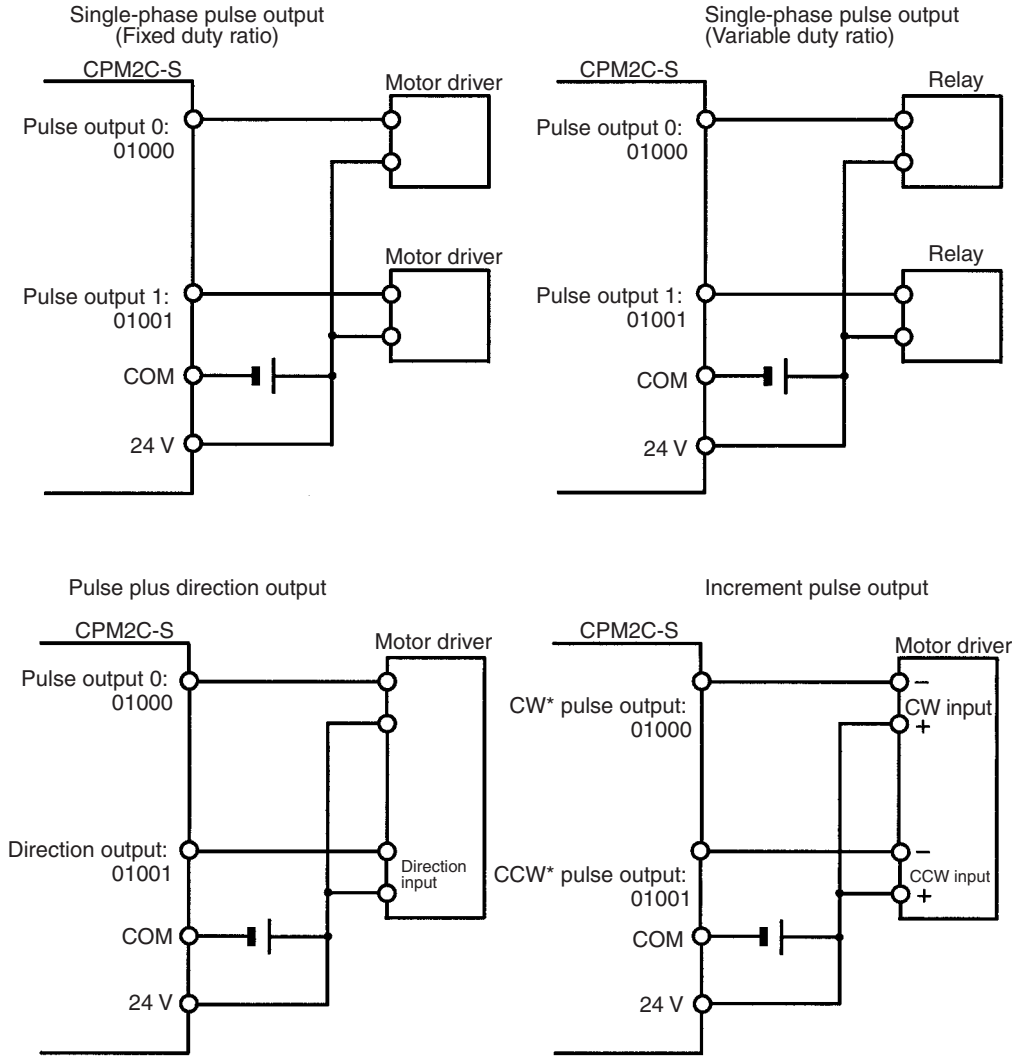 Single-phase pulse output
(Fixed duty ratio)
CPM2C-S
Motor driver
Pulse output 0:
01000
Motor driver
Pulse output 1:
01001
COM
24 V
Single-phase pulse output
(Variable duty ratio)
CPM2C-S
Relay
Pulse output 0:
01000
Relay
Pulse output 1:
01001
COM
24 V
Pulse plus direction output
CPM2C-S
Motor driver
Pulse output 0:
01000
Direction output:
01001
Direction
input
COM
24 V
Increment pulse output
CPM2C-S
Motor driver
−
CW* pulse output:
01000
CW input
+
−
CCW* pulse output:
01001
CCW input
+
COM
24 V